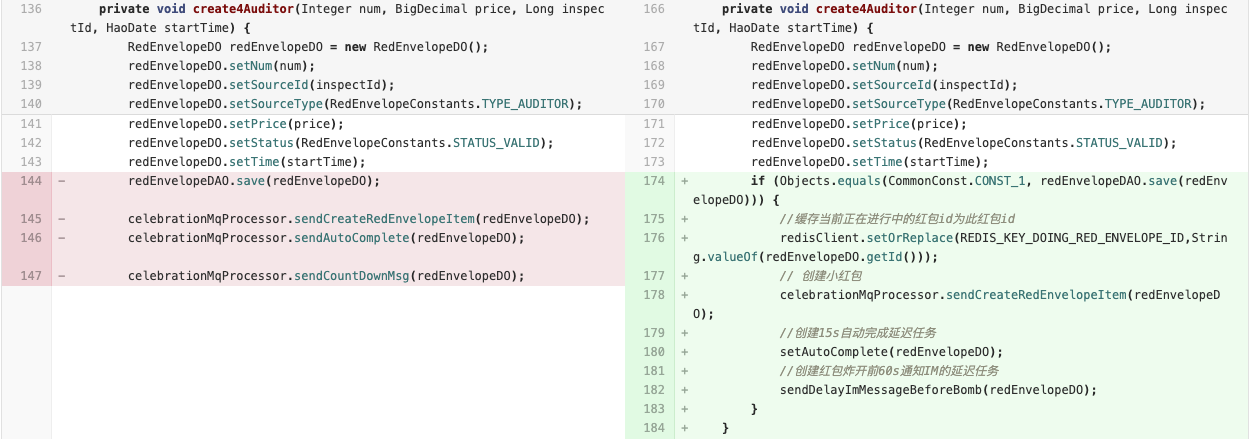 136 private void create4Auditor(Integer num, BigDecimal price, Long inspec
tId, HaoDate startTime) {
137 RedEnvelopeDO redEnvelopeDO = new RedEnvelopeDO();
138 redEnvelopeDO.setNum(num);
139 redEnvelopeDO.setSourceId(inspectId);
140 redEnvelopeDO.setSourceType(RedEnvelopeConstants.TYPE_AUDITOR);
141 redEnvelopeDO.setPrice(price);
142 redEnvelopeDO.setStatus(RedEnvelopeConstants.STATUS_VALID);
143 redEnvelopeDO.setTime(startTime);
144 - redEnvelopeDAO.save(redEnvelopeDO);
145 - celebrationMqProcessor.sendCreateRedEnvelopeItem(redEnvelopeDO);
146 - celebrationMqProcessor.sendAutoComplete(redEnvelopeDO);
147 - celebrationMqProcessor.sendCountDownMsg(redEnvelopeDO);
166 private void create4Auditor(Integer num, BigDecimal price, Long inspec
tId, HaoDate startTime) {
167 RedEnvelopeDO redEnvelopeDO = new RedEnvelopeDO();
168 redEnvelopeDO.setNum(num);
169 redEnvelopeDO.setSourceId(inspectId);
170 redEnvelopeDO.setSourceType(RedEnvelopeConstants.TYPE_AUDITOR);
171 redEnvelopeDO.setPrice(price);
172 redEnvelopeDO.setStatus(RedEnvelopeConstants.STATUS_VALID);
173 redEnvelopeDO.setTime(startTime);
174 + if (Objects.equals(CommonConst.CONST_1, redEnvelopeDAO.save(redEnv
elopeDO))) {
175 + //缓存当前正在进行中的红包id为此红包id
176 + redisClient.setOrReplace(REDIS_KEY_DOING_RED_ENVELOPE_ID,Strin
g.valueOf(redEnvelopeDO.getId()));
177 + // 创建小红包
178 + celebrationMqProcessor.sendCreateRedEnvelopeItem(redEnvelopeD
O);
179 + //创建15s自动完成延迟任务
180 + setAutoComplete(redEnvelopeDO);
181 + //创建红包炸开前60s通知IM的延迟任务
182 + sendDelayImMessageBeforeBomb(redEnvelopeDO);
183 + }
184 + }